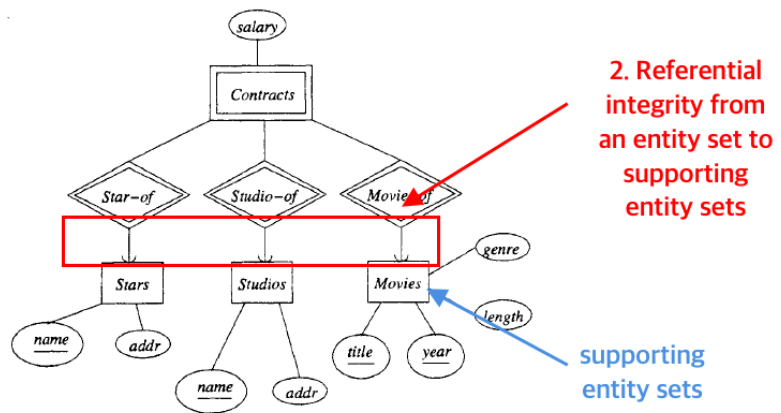 salary
Contracts
2. Referential
integrity from
an entity set to
supporting
entity sets
Star-of
Studio-of
Movie-of
genre
Stars
Studios
Movies
length
name
addr
title
year
name
addr
supporting
entity sets